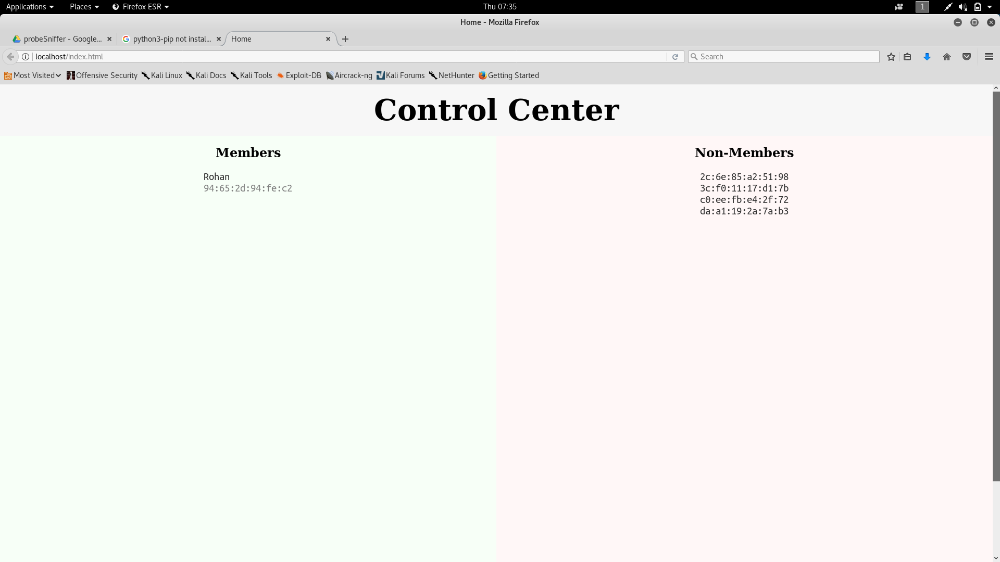 Applications Places Firefox ESR Thu 07:35 1
Home - Mozilla Firefox
probeSniffer - Google... python3-pip not instal... Home
localhost/index.html Search
Most Visited Offensive Security Kali Linux Kali Docs Kali Tools Exploit-DB Aircrack-ng Kali Forums NetHunter Getting Started
Control Center
Members
Rohan
94:65:2d:94:fe:c2
Non-Members
2c:6e:85:a2:51:98
3c:f0:11:17:d1:7b
c0:ee:fb:e4:2f:72
da:a1:19:2a:7a:b3